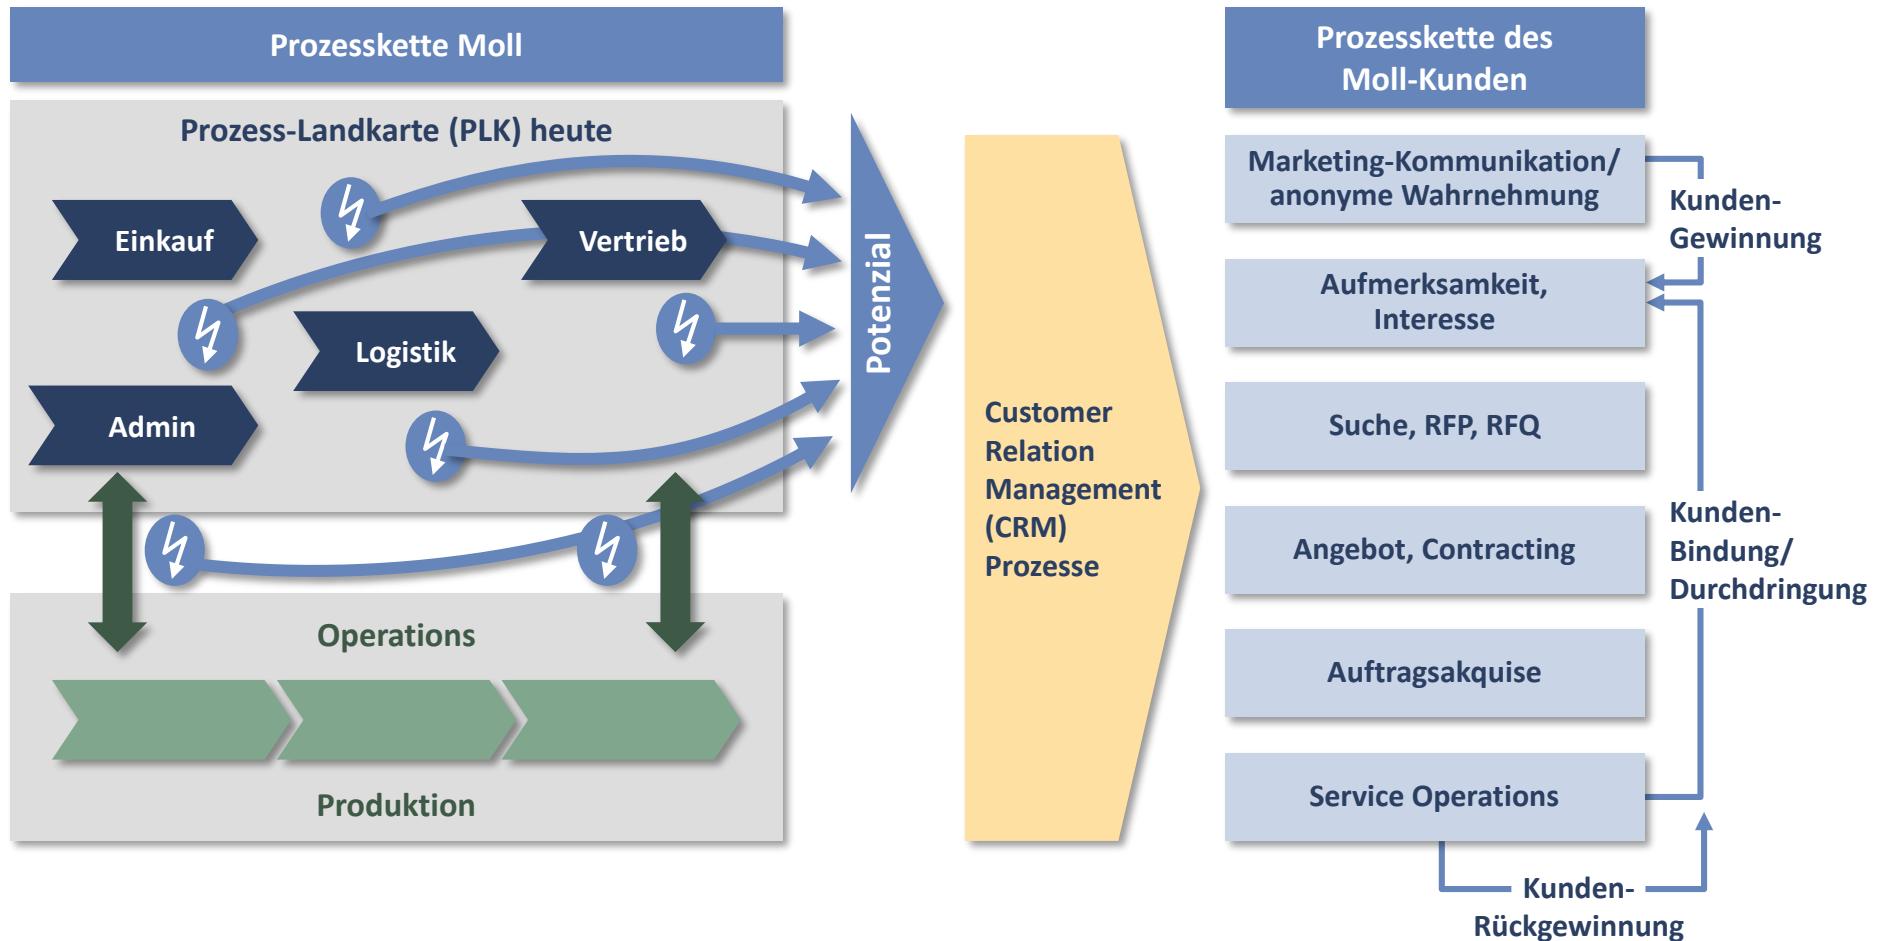 Prozesskette Moll
Prozess-Landkarte (PLK) heute
Einkauf
Vertrieb
Logistik
Admin
Operations
Produktion
Potenzial
Customer
Relation
Management
(CRM)
Prozesse
Prozesskette des
Moll-Kunden
Marketing-Kommunikation/
anonyme Wahrnehmung
Aufmerksamkeit,
Interesse
Suche, RFP, RFQ
Angebot, Contracting
Auftragsakquise
Service Operations
Kunden-
Gewinnung
Kunden-
Bindung/
Durchdringung
Kunden-
Rückgewinnung